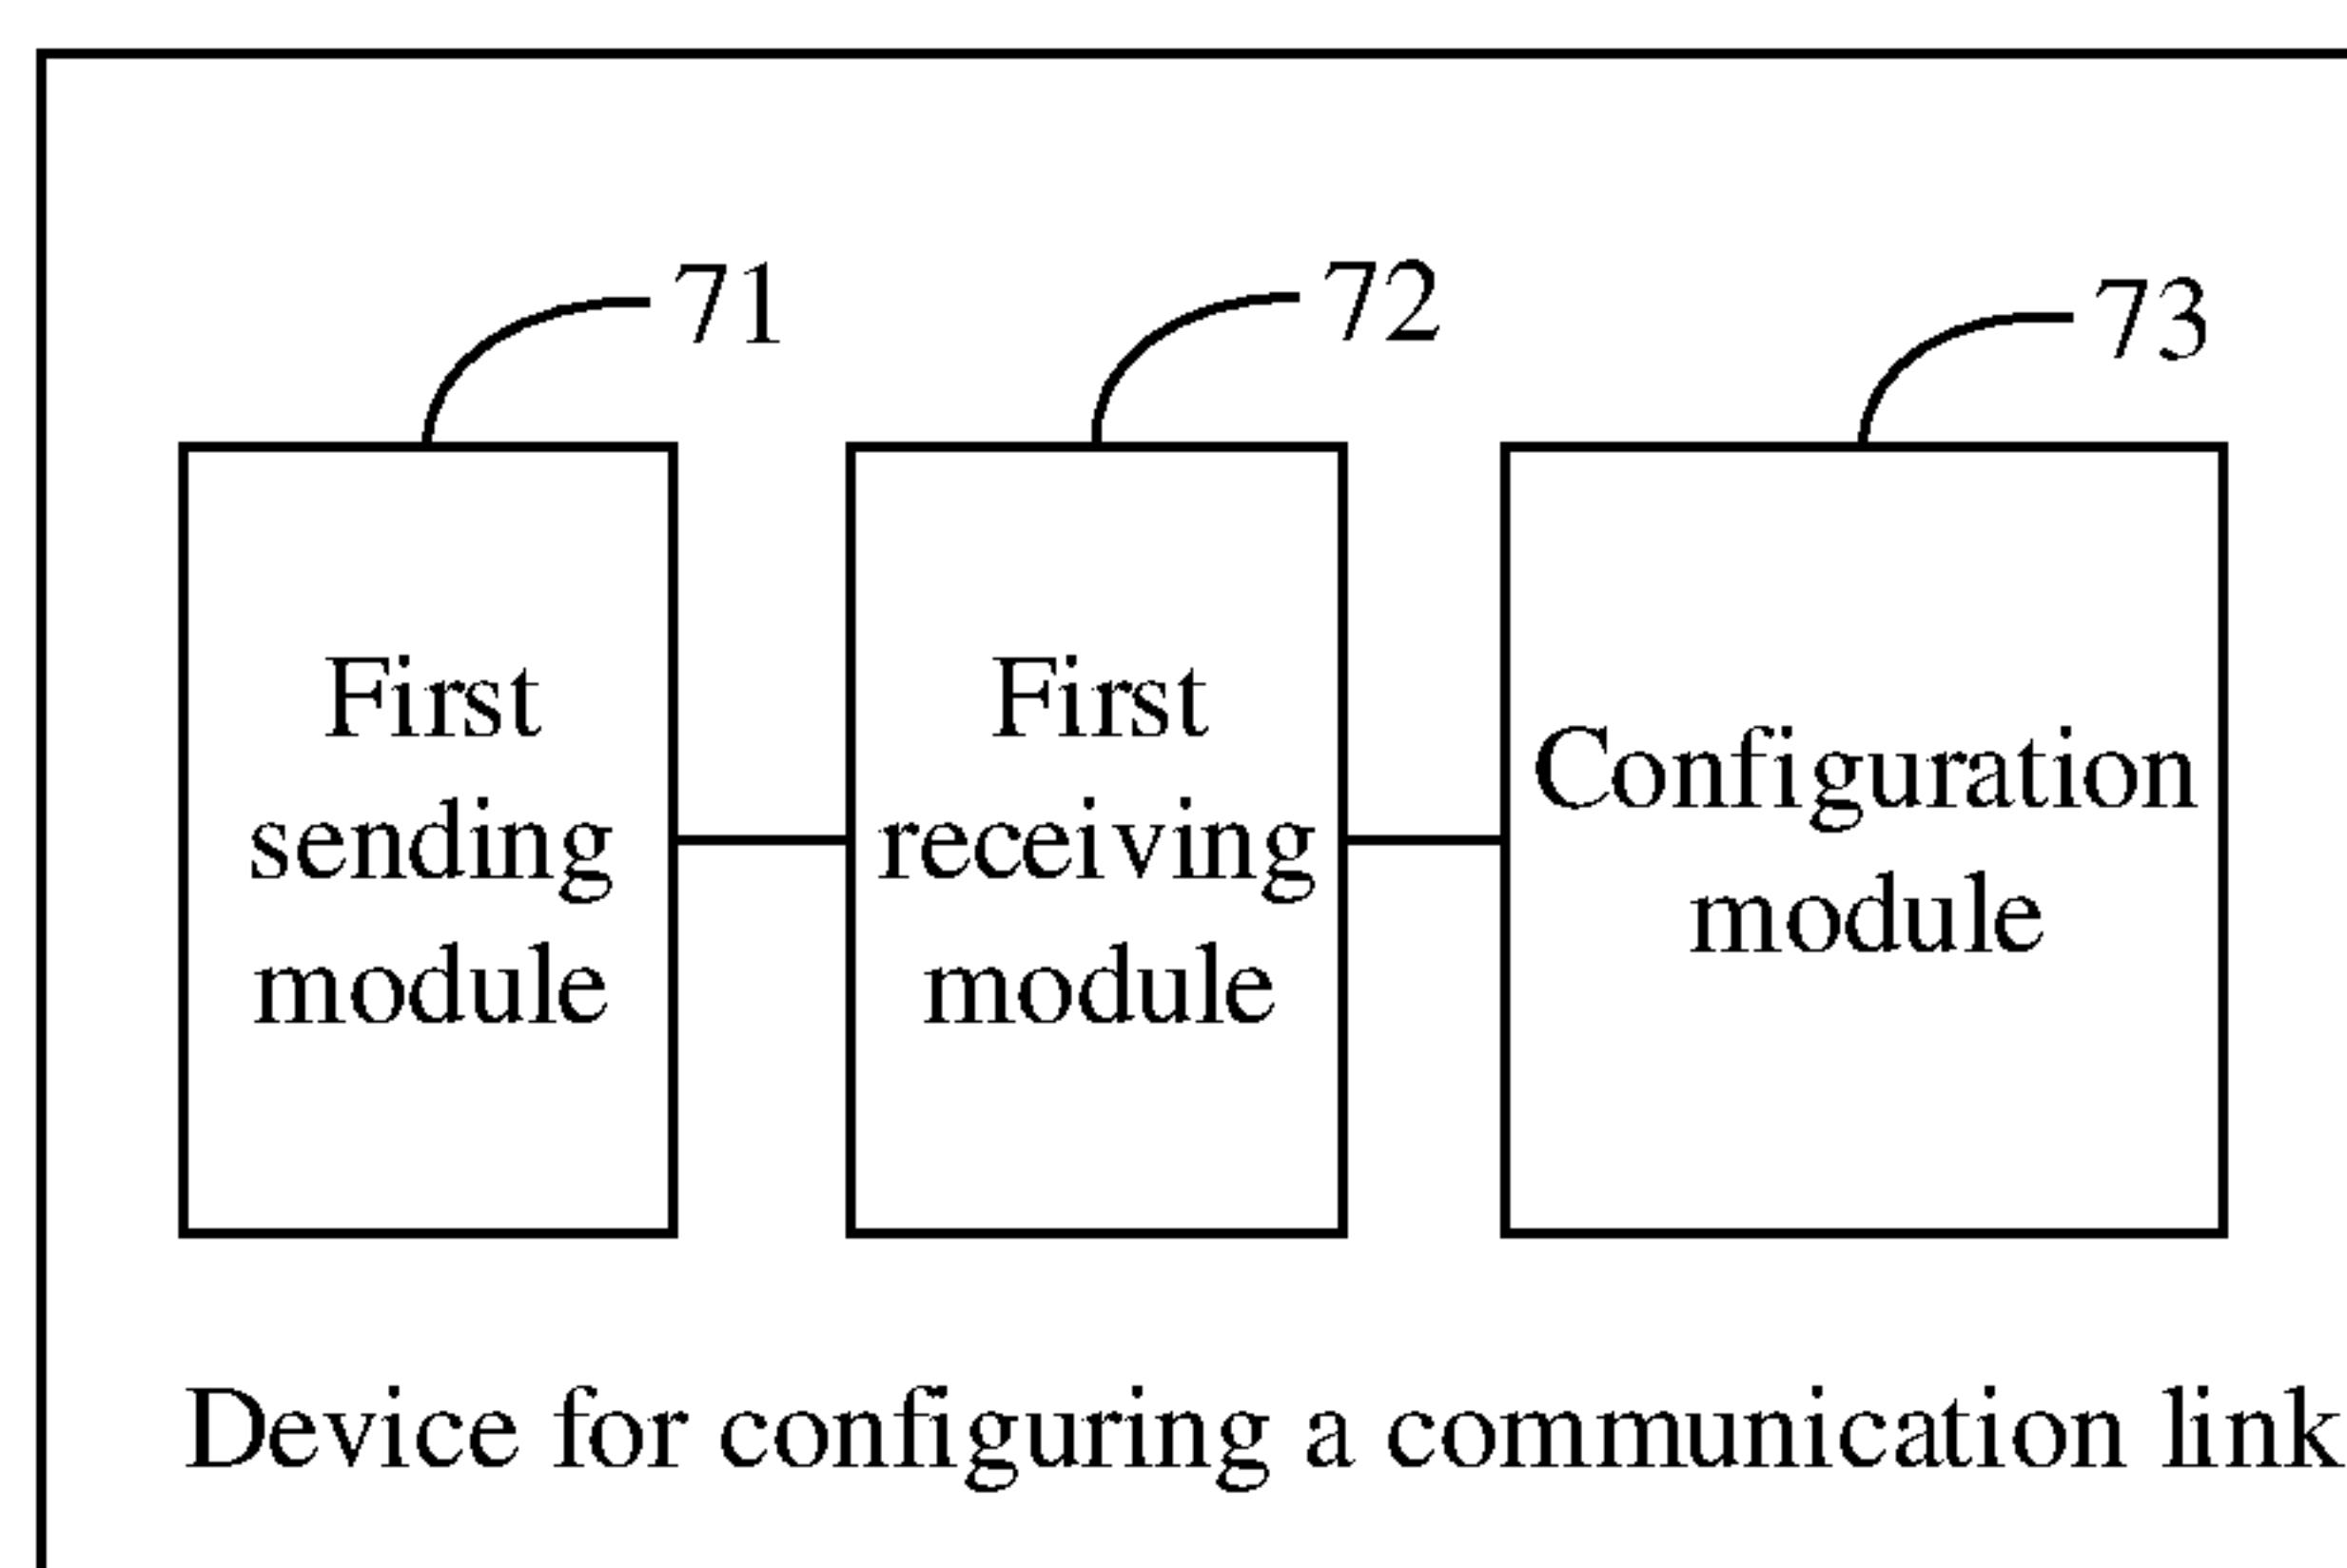 71
72
73
First
sending
module
First
receiving
module
Configuration
module
Device for configuring a communication link